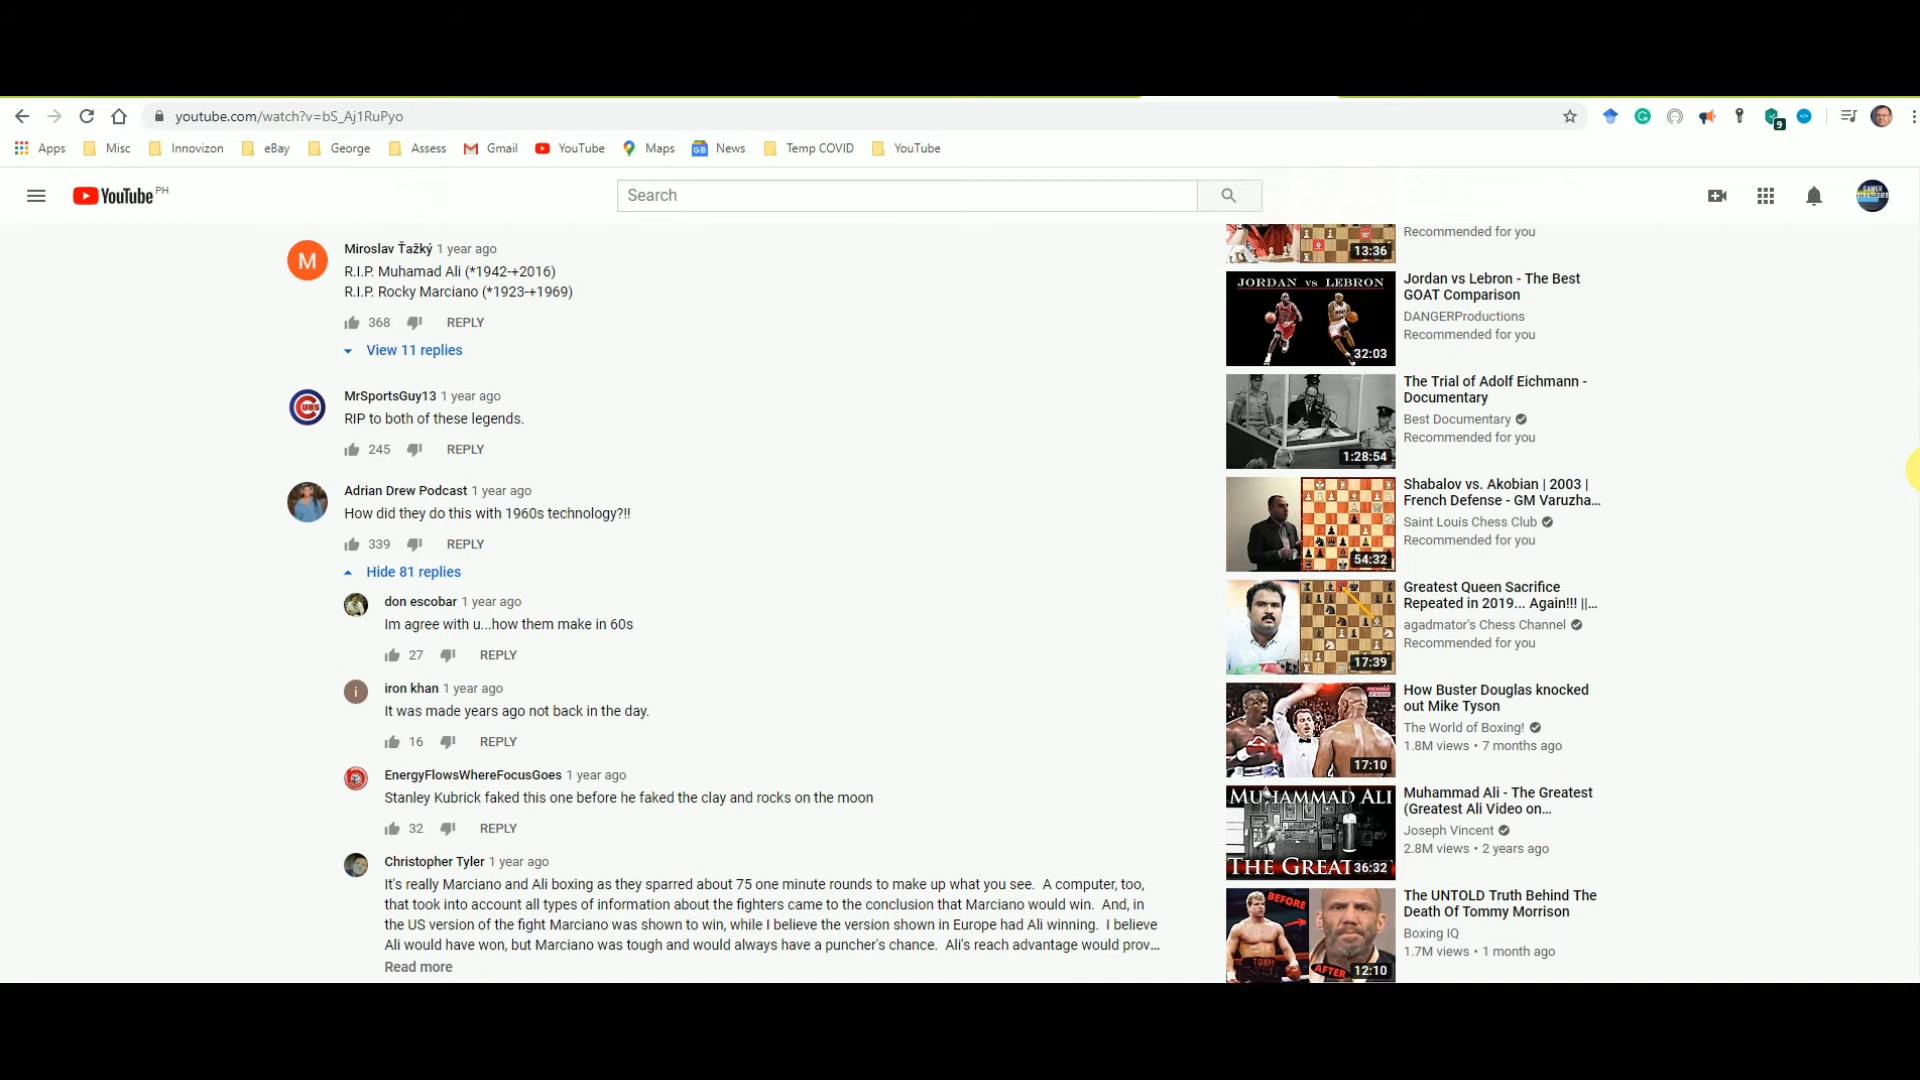 youtube.com/watch?v=bS_Aj1RuPyo
9
Apps Misc Innovizon eBay George Assess Gmail YouTube Maps News Temp COVID YouTube
YouTube PH
Search
Miroslav Ťažký 1 year ago
R.I.P. Muhamad Ali (*1942-+2016)
R.I.P. Rocky Marciano (*1923-+1969)
368 REPLY
View 11 replies
MrSportsGuy13 1 year ago
RIP to both of these legends.
245 REPLY
Adrian Drew Podcast 1 year ago
How did they do this with 1960s technology?!!
339 REPLY
Hide 81 replies
don escobar 1 year ago
Im agree with u...how them make in 60s
27 REPLY
i
iron khan 1 year ago
It was made years ago not back in the day.
16 REPLY
EnergyFlowsWhereFocusGoes 1 year ago
Stanley Kubrick faked this one before he faked the clay and rocks on the moon
32 REPLY
Christopher Tyler 1 year ago
It's really Marciano and Ali boxing as they sparred about 75 one minute rounds to make up what you see. A computer, too,
that took into account all types of information about the fighters came to the conclusion that Marciano would win. And, in
the US version of the fight Marciano was shown to win, while I believe the version shown in Europe had Ali winning. I believe
Ali would have won, but Marciano was tough and would always have a puncher's chance. Ali's reach advantage would prov...
Read more
M
CUBS
13:36
Recommended for you
JORDAN VS LEBRON
32:03
Jordan vs Lebron - The Best
GOAT Comparison
DANGERProductions
Recommended for you
1:28:54
The Trial of Adolf Eichmann -
Documentary
Best Documentary
Recommended for you
54:32
Shabalov vs. Akobian | 2003 |
French Defense - GM Varuzha...
Saint Louis Chess Club
Recommended for you
17:39
Greatest Queen Sacrifice
Repeated in 2019... Again!!! ||...
agadmator's Chess Channel
Recommended for you
17:10
How Buster Douglas knocked
out Mike Tyson
The World of Boxing!
1.8M views • 7 months ago
MUHAMMAD ALI
THE GREAT
36:32
Muhammad Ali - The Greatest
(Greatest Ali Video on...
Joseph Vincent
2.8M views • 2 years ago
BEFORE
AFTER
12:10
The UNTOLD Truth Behind The
Death Of Tommy Morrison
Boxing IQ
1.7M views • 1 month ago